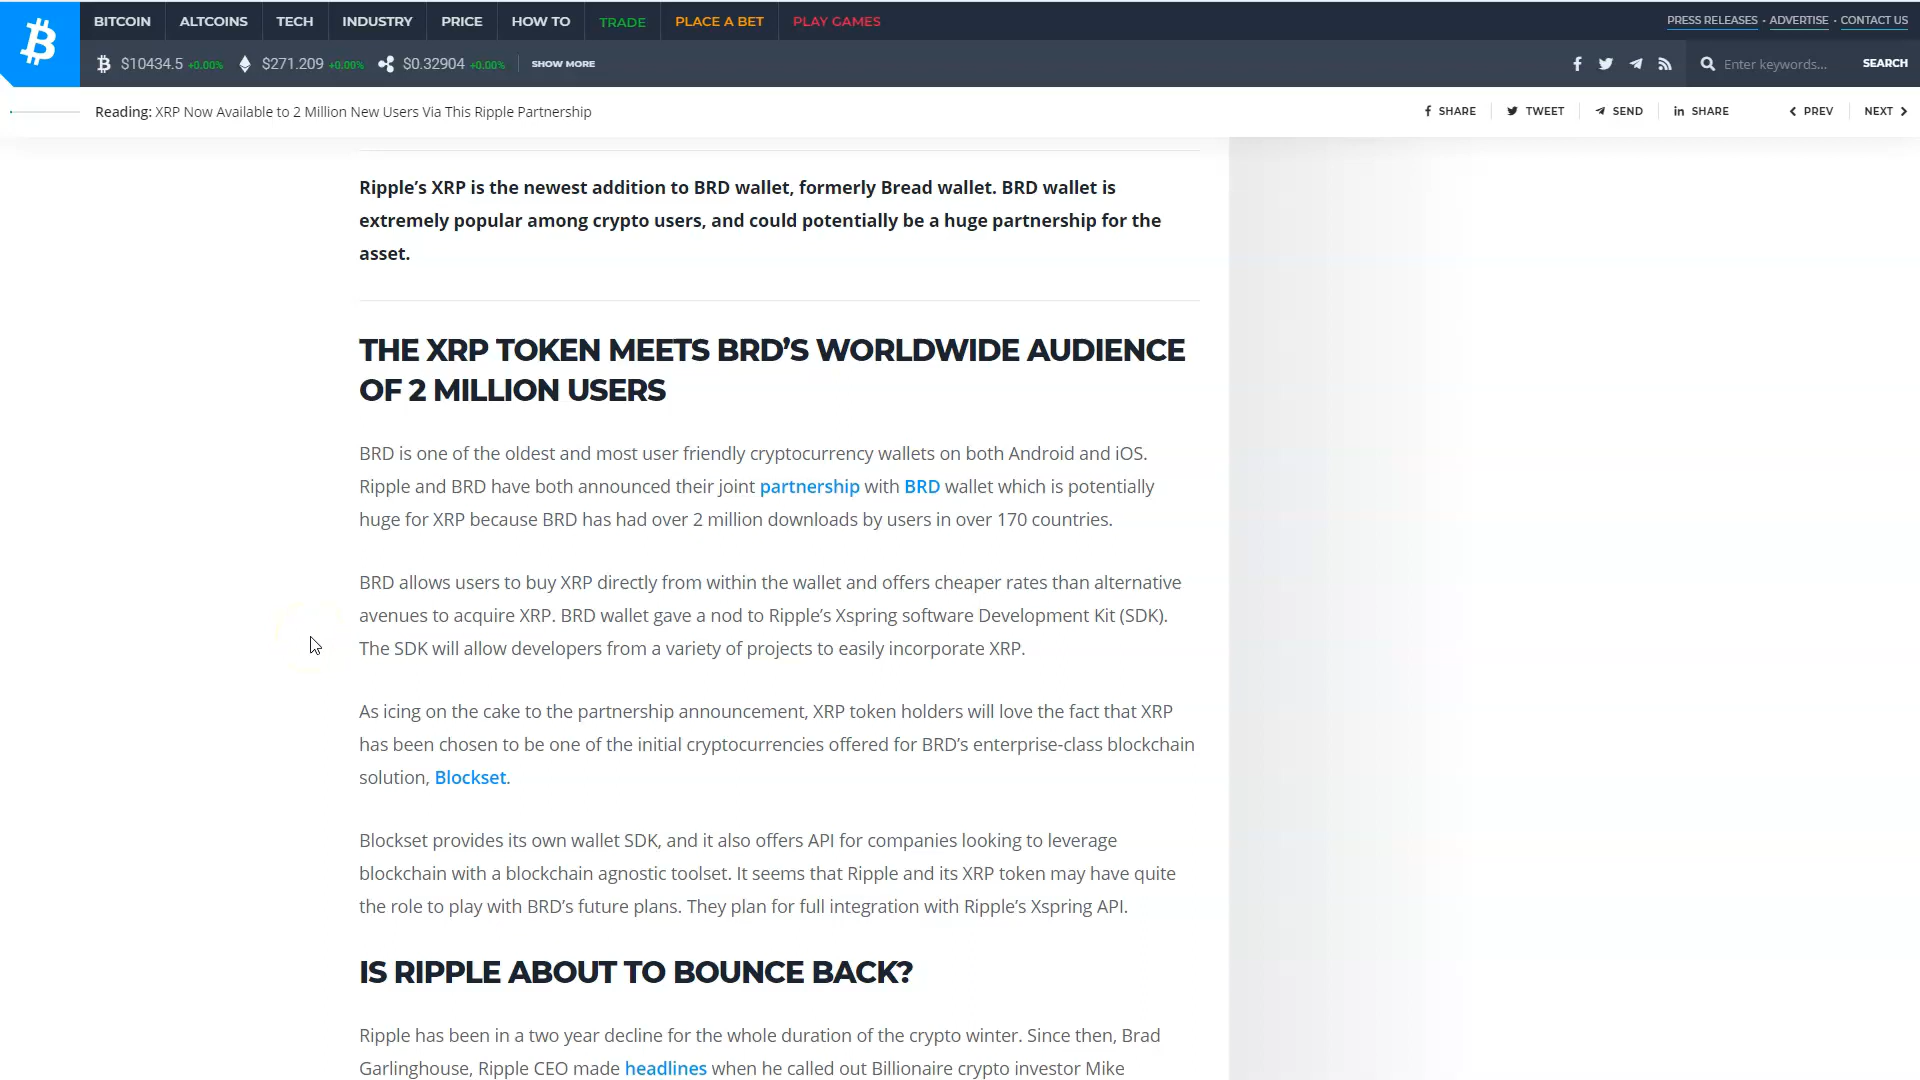 BITCOIN ALTCOINS TECH INDUSTRY PRICE HOW TO TRADE PLACE A BET PLAY GAMES PRESS RELEASES - ADVERTISE - CONTACT US
$10434.5 +0.00% $271.209 +0.00% $0.32904 +0.00% SHOW MORE Enter keywords... SEARCH
Reading: XRP Now Available to 2 Million New Users Via This Ripple Partnership SHARE TWEET SEND SHARE PREV NEXT
Ripple’s XRP is the newest addition to BRD wallet, formerly Bread wallet. BRD wallet is
extremely popular among crypto users, and could potentially be a huge partnership for the
asset.
THE XRP TOKEN MEETS BRD’S WORLDWIDE AUDIENCE
OF 2 MILLION USERS
BRD is one of the oldest and most user friendly cryptocurrency wallets on both Android and iOS.
Ripple and BRD have both announced their joint partnership with BRD wallet which is potentially
huge for XRP because BRD has had over 2 million downloads by users in over 170 countries.
BRD allows users to buy XRP directly from within the wallet and offers cheaper rates than alternative
avenues to acquire XRP. BRD wallet gave a nod to Ripple’s Xspring software Development Kit (SDK).
The SDK will allow developers from a variety of projects to easily incorporate XRP.
As icing on the cake to the partnership announcement, XRP token holders will love the fact that XRP
has been chosen to be one of the initial cryptocurrencies offered for BRD’s enterprise-class blockchain
solution, Blockset.
Blockset provides its own wallet SDK, and it also offers API for companies looking to leverage
blockchain with a blockchain agnostic toolset. It seems that Ripple and its XRP token may have quite
the role to play with BRD’s future plans. They plan for full integration with Ripple’s Xspring API.
IS RIPPLE ABOUT TO BOUNCE BACK?
Ripple has been in a two year decline for the whole duration of the crypto winter. Since then, Brad
Garlinghouse, Ripple CEO made headlines when he called out Billionaire crypto investor Mike